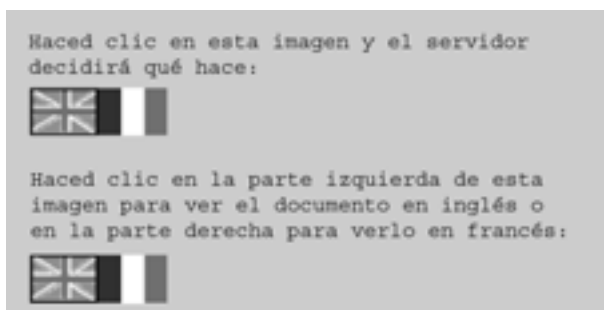 Haced clic en esta imagen y el servidor
decidirá qué hace:
Haced clic en la parte izquierda de esta
imagen para ver el documento en inglés o
en la parte derecha para verlo en francés: